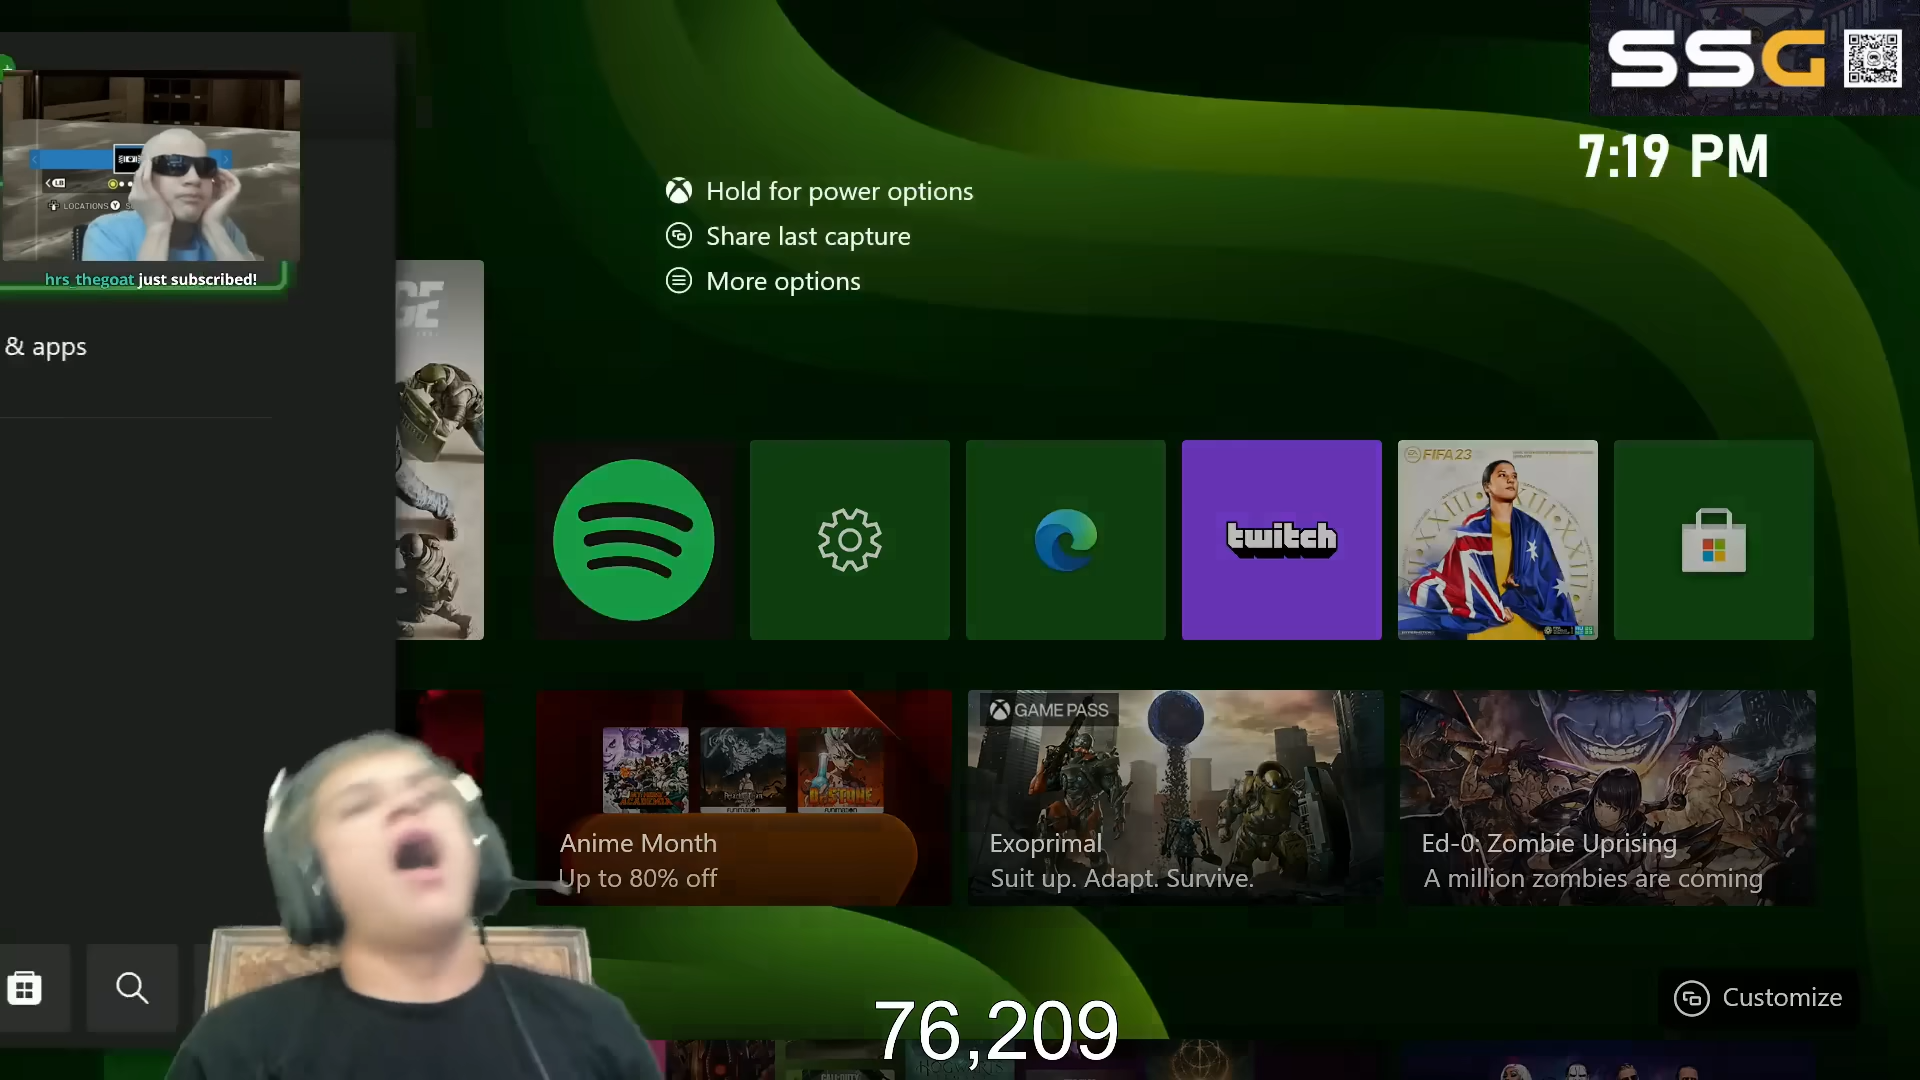 SSG
7:19 PM
Hold for power options
Share last capture
More options
LB
LOCATIONS Y
hrs_thegoat just subscribed!
& apps
twitch
FIFA 23
GAME PASS
Anime Month
Up to 80% off
Exoprimal
Suit up. Adapt. Survive.
Ed-0: Zombie Uprising
A million zombies are coming
Customize
76,209